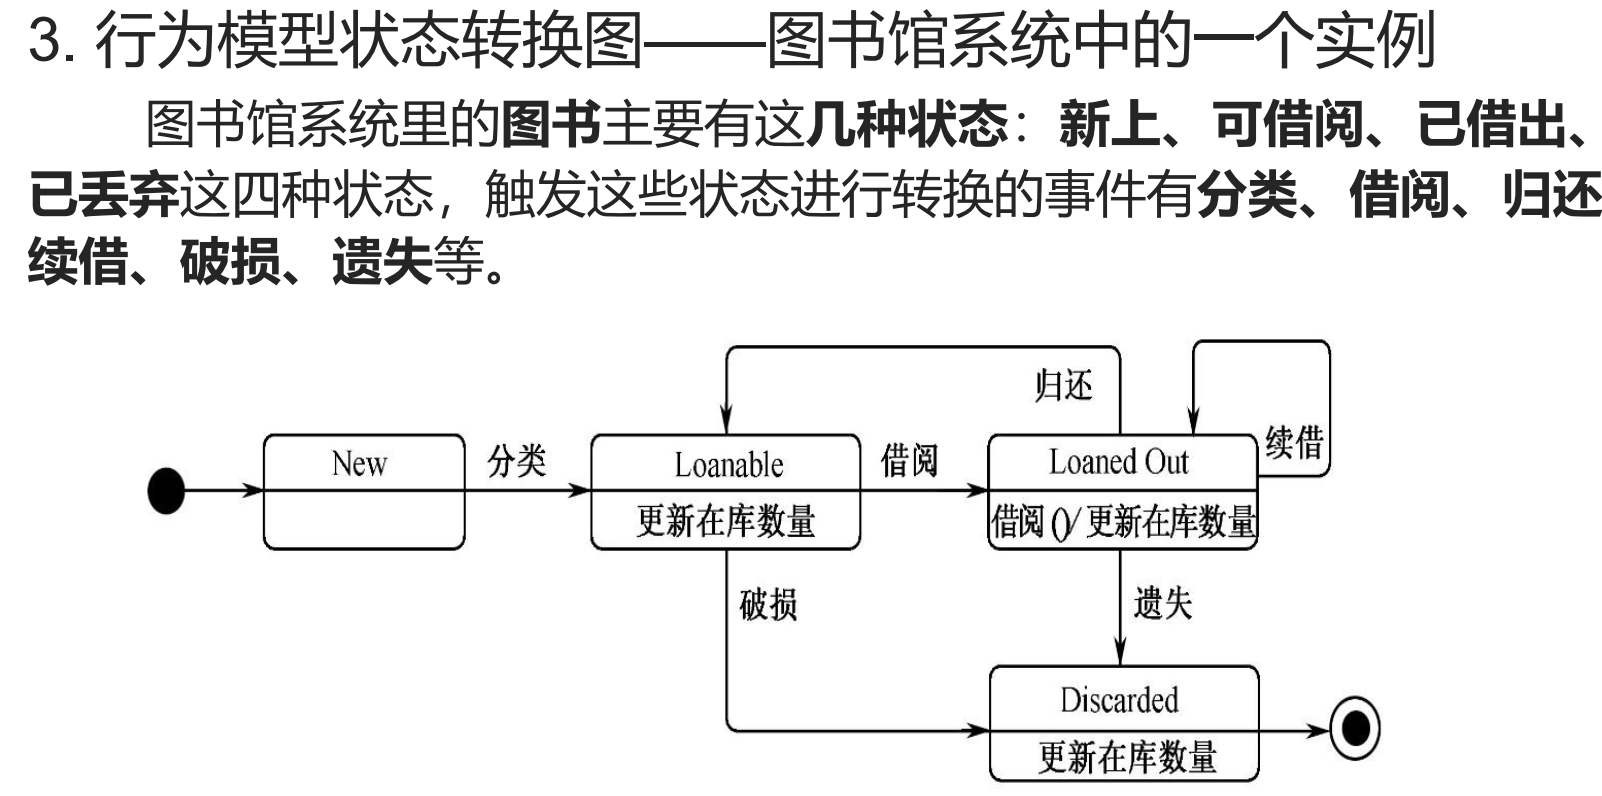 3. 行为模型状态转换图——图书馆系统中的一个实例
图书馆系统里的图书主要有这几种状态：新上、可借阅、已借出、
已丢弃这四种状态，触发这些状态进行转换的事件有分类、借阅、归还
续借、破损、遗失等。
归还
续借
New
分类
Loanable
借阅
Loaned Out
更新在库数量
借阅()/更新在库数量
破损
遗失
Discarded
更新在库数量